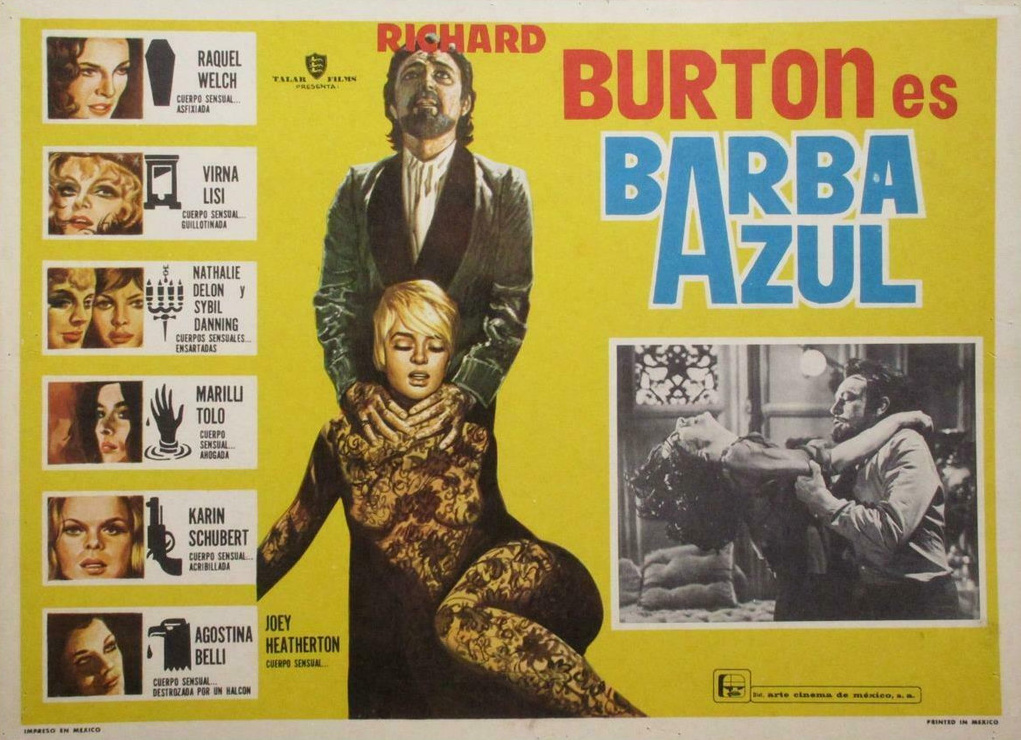 RICHARD
BURTON es
BARBA
AZUL
TALAR FILMS
PRESENTA:
RAQUEL
WELCH
CUERPO SENSUAL...
ASFIXIADA
VIRNA
LISI
CUERPO SENSUAL...
GUILLOTINADA
NATHALIE
DELON y
SYBIL
DANNING
CUERPOS SENSUALES...
ENSARTADAS
MARILU
TOLO
CUERPO
SENSUAL...
AHOGADA
KARIN
SCHUBERT
CUERPO SENSUAL...
ACRIBILLADA
AGOSTINA
BELLI
CUERPO SENSUAL...
DESTROZADA POR UN HALCON
JOEY
HEATHERTON
CUERPO SENSUAL...
Dist. arte cinema de méxico, s. a.
IMPRESO EN MEXICO
PRINTED IN MEXICO